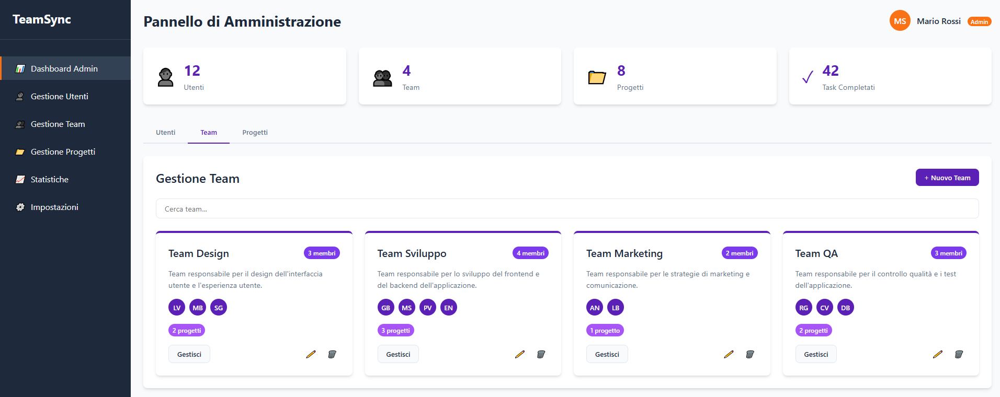 TeamSync
Dashboard Admin
Gestione Utenti
Gestione Team
Gestione Progetti
Statistiche
Impostazioni
Pannello di Amministrazione
MS Mario Rossi Admin
12
Utenti
4
Team
8
Progetti
42
Task Completati
Utenti Team Progetti
Gestione Team
+ Nuovo Team
Cerca team...
Team Design 3 membri
Team responsabile per il design dell'interfaccia
utente e l'esperienza utente.
LV MB SG
2 progetti
Gestisci
Team Sviluppo 4 membri
Team responsabile per lo sviluppo del frontend e
del backend dell'applicazione.
GB MS PV EN
3 progetti
Gestisci
Team Marketing 2 membri
Team responsabile per le strategie di marketing e
comunicazione.
AN LB
1 progetto
Gestisci
Team QA 3 membri
Team responsabile per il controllo qualità e i test
dell'applicazione.
RG CV DB
2 progetti
Gestisci